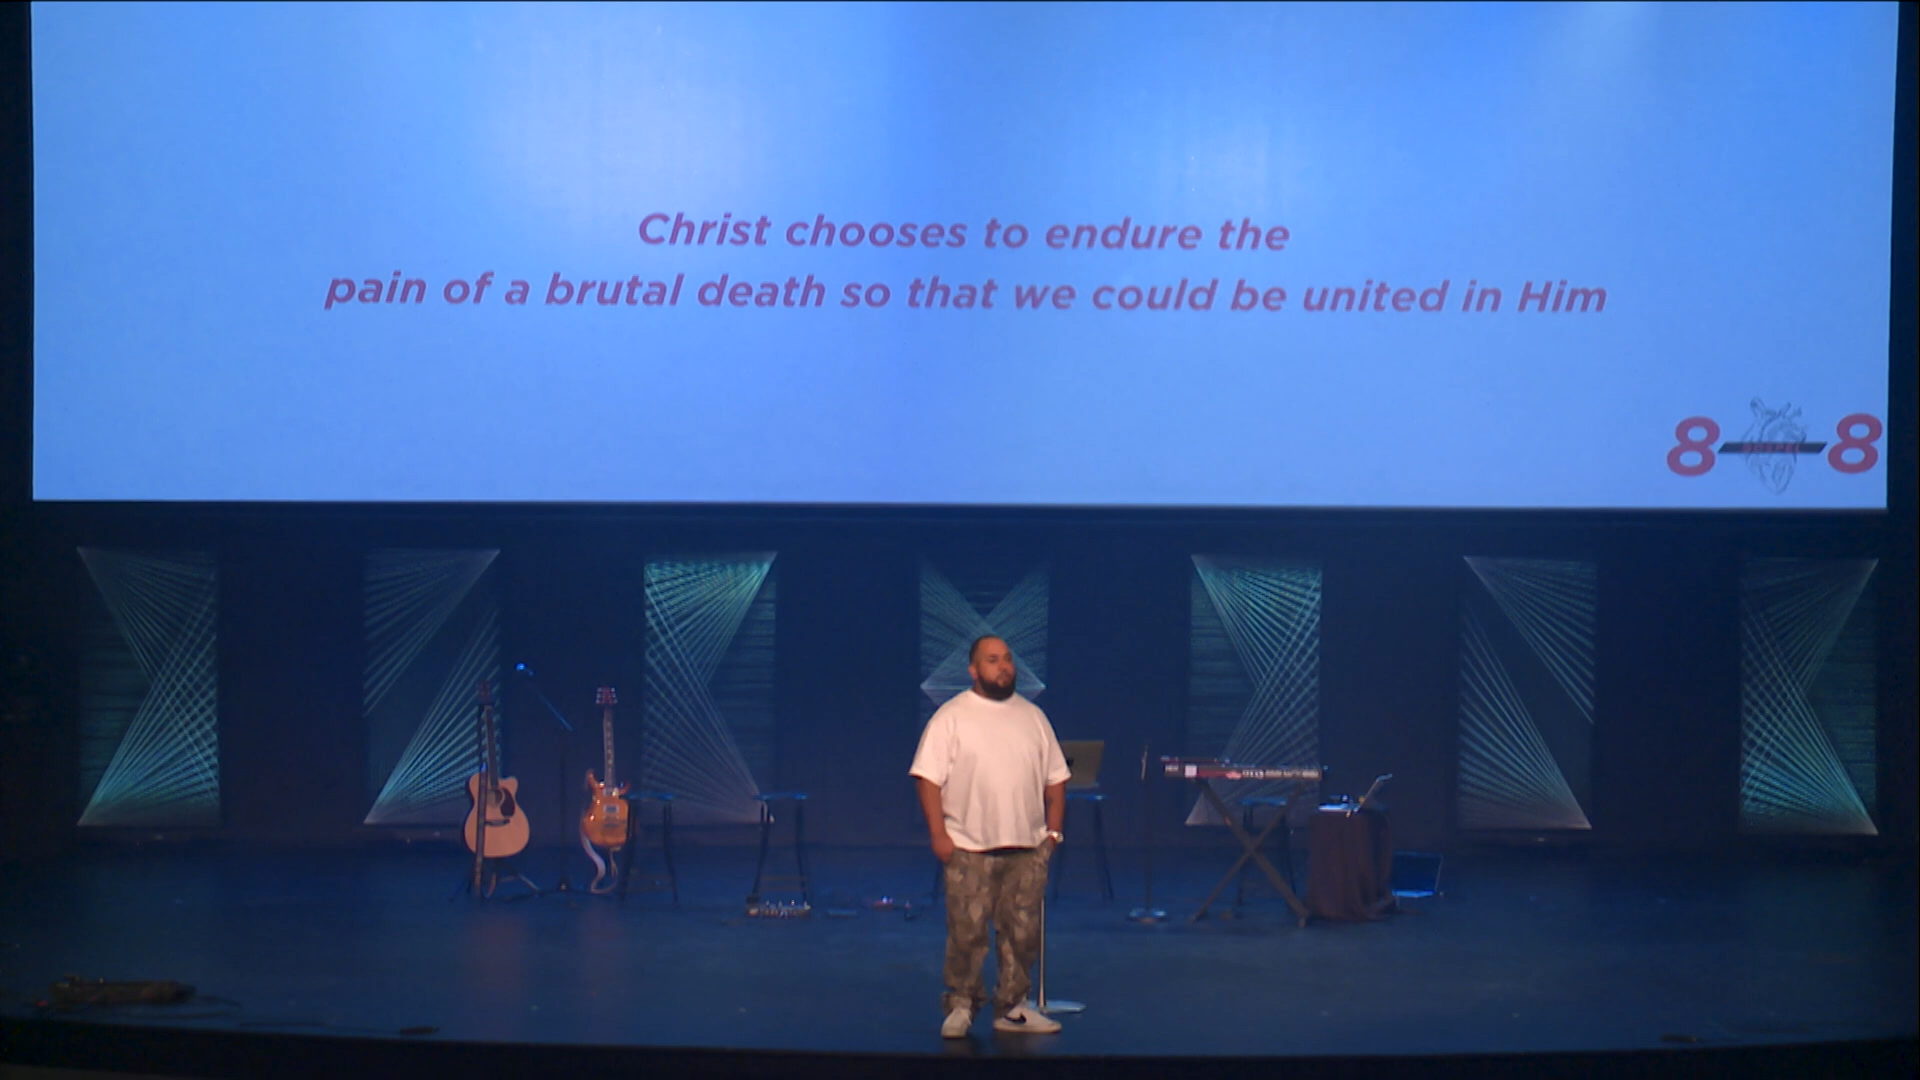 Christ chooses to endure the
pain of a brutal death so that we could be united in Him
8 8